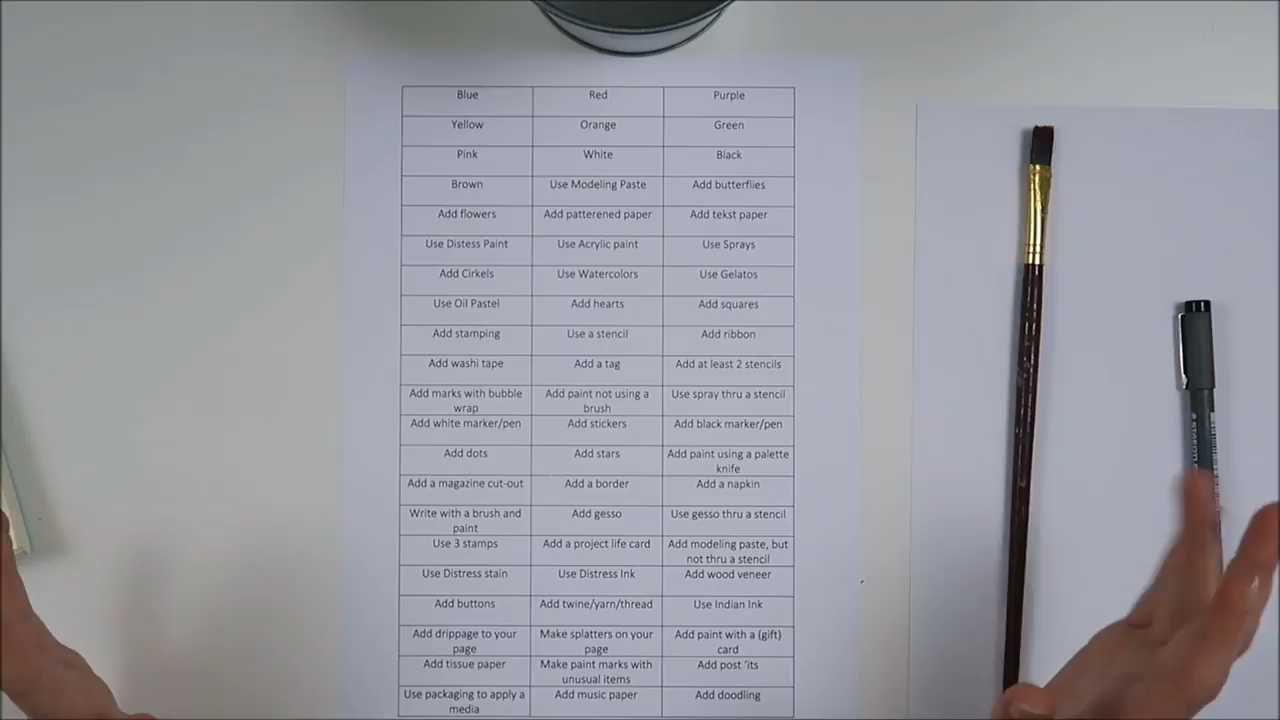 Blue Red Purple
Yellow Orange Green
Pink White Black
Brown Use Modeling Paste Add butterflies
Add flowers Add patterened paper Add tekst paper
Use Distess Paint Use Acrylic paint Use Sprays
Add Cirkels Use Watercolors Use Gelatos
Use Oil Pastel Add hearts Add squares
Add stamping Use a stencil Add ribbon
Add washi tape Add a tag Add at least 2 stencils
Add marks with bubble Add paint not using a Use spray thru a stencil
wrap brush
Add white marker/pen Add stickers Add black marker/pen
Add dots Add stars Add paint using a palette
knife
Add a magazine cut-out Add a border Add a napkin
Write with a brush and Add gesso Use gesso thru a stencil
paint
Use 3 stamps Add a project life card Add modeling paste, but
not thru a stencil
Use Distress stain Use Distress Ink Add wood veneer
Add buttons Add twine/yarn/thread Use Indian Ink
Add drippage to your Make splatters on your Add paint with a (gift)
page page card
Add tissue paper Make paint marks with Add post 'its
unusual items
Use packaging to apply a Add music paper Add doodling
media